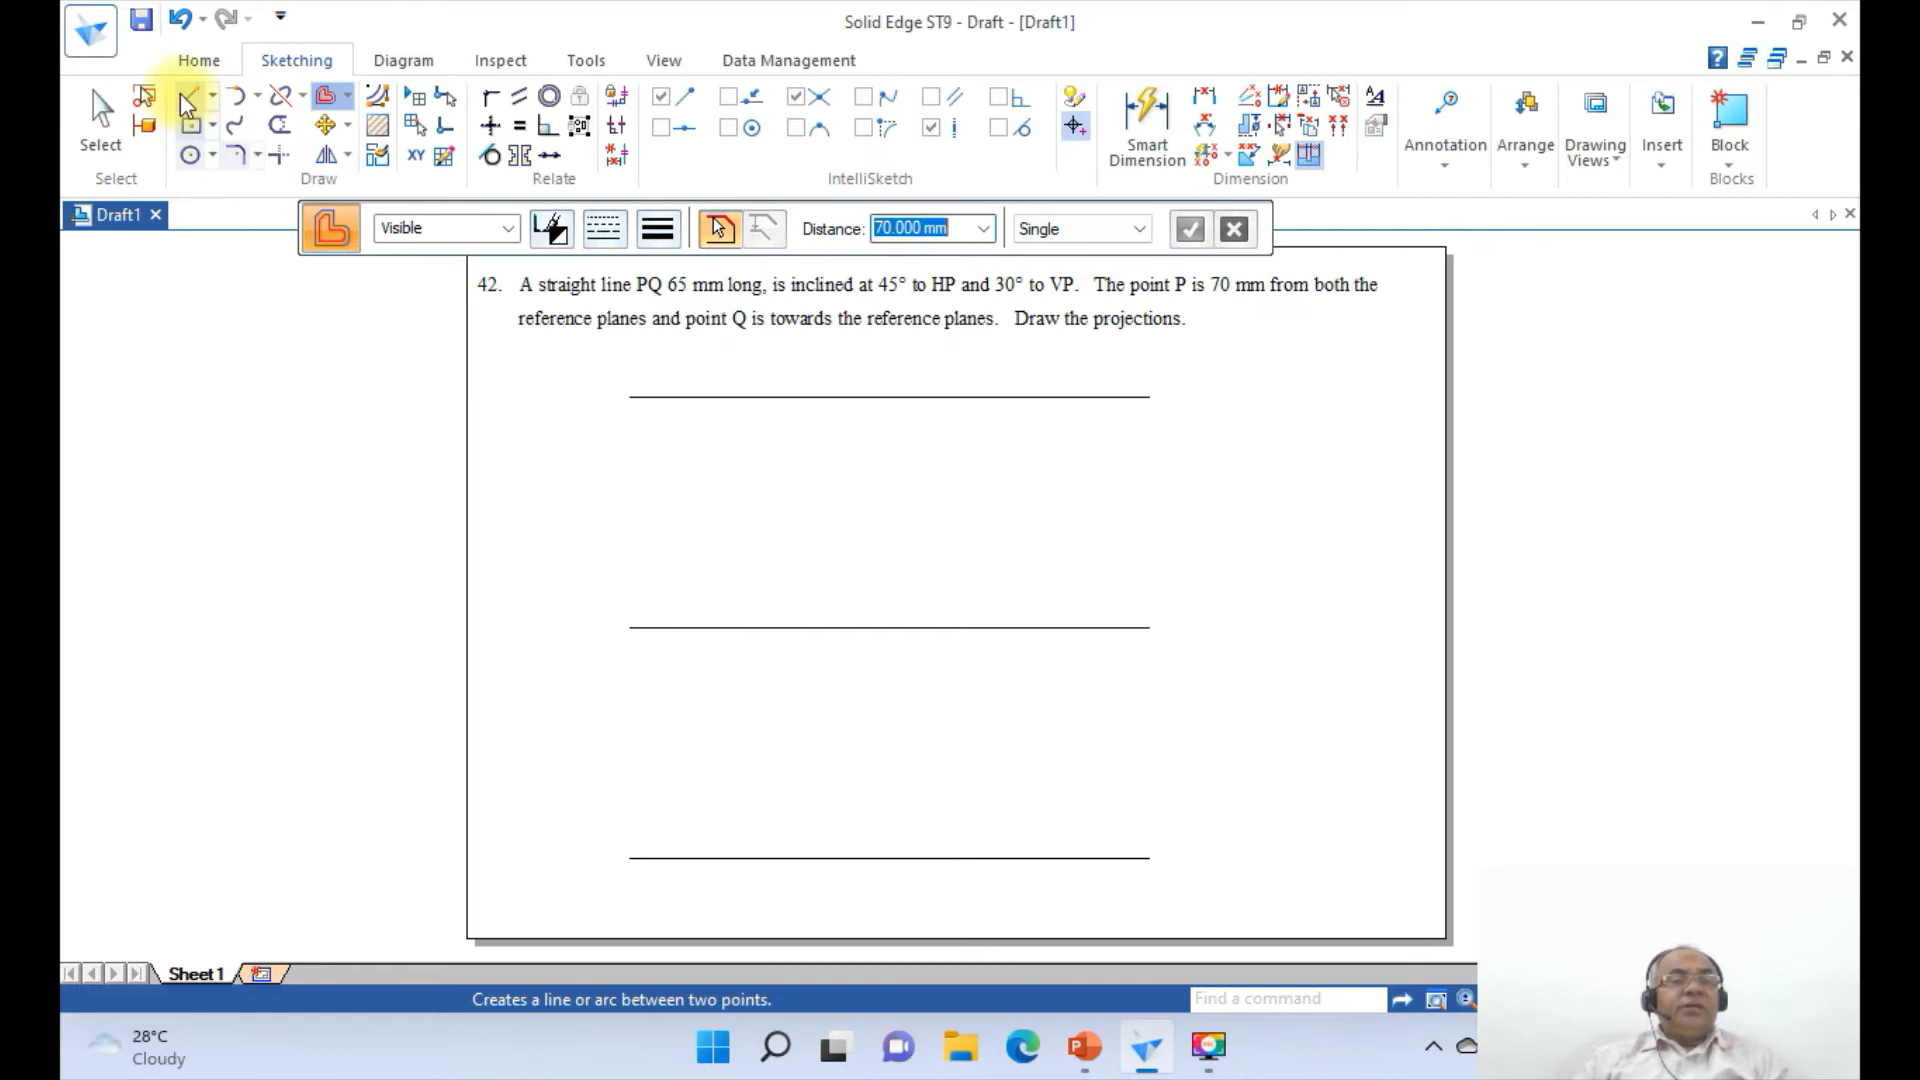 Solid Edge ST9 - Draft - [Draft1]
Home
Sketching
Diagram
Inspect
Tools
View
Data Management
Select
XY
Smart
Dimension
Annotation
Arrange
Drawing
Views
Insert
Block
Select
Draw
Relate
IntelliSketch
Dimension
Blocks
Draft1
Visible
Distance:
70.000 mm
Single
42. A straight line PQ 65 mm long, is inclined at 45° to HP and 30° to VP. The point P is 70 mm from both the
reference planes and point Q is towards the reference planes. Draw the projections.
Sheet1
Creates a line or arc between two points.
Find a command
28°C
Cloudy